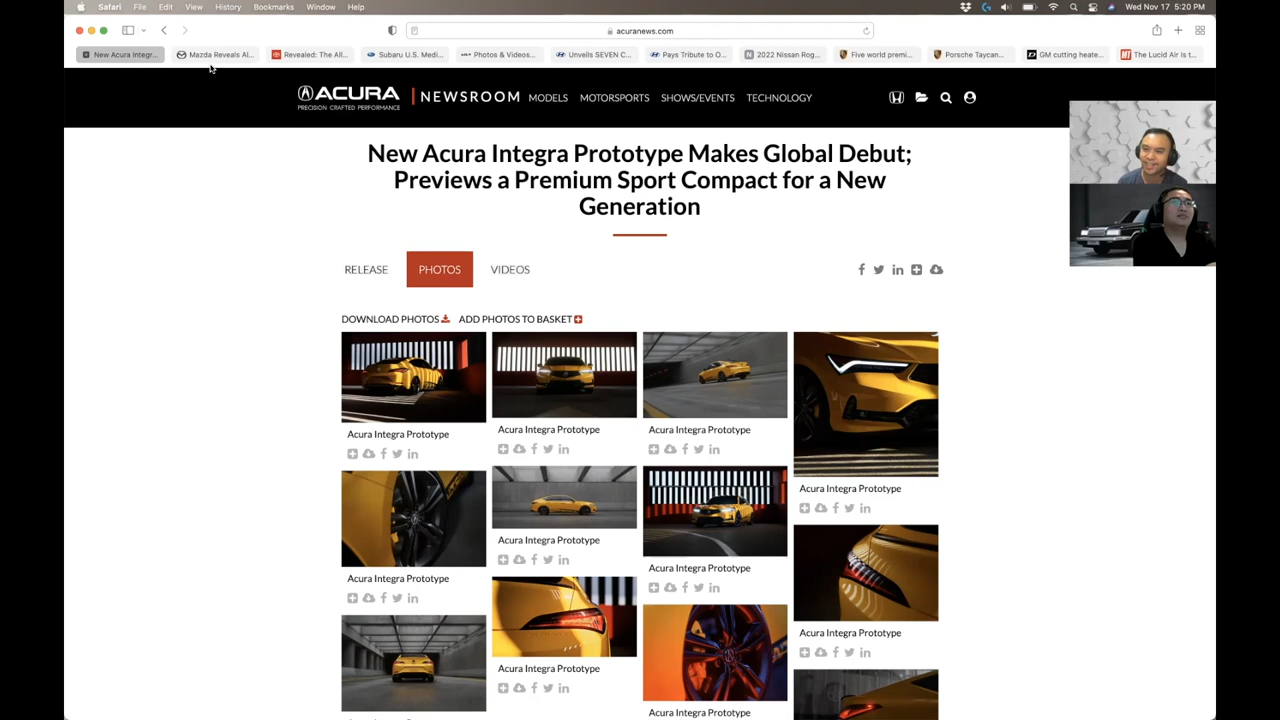 Safari File Edit View History Bookmarks Window Help Wed Nov 17 5:20 PM
acuranews.com
New Acura Integr... Mazda Reveals Al... Revealed: The All... Subaru U.S. Medi... Photos & Videos... Unveils SEVEN C... Pays Tribute to O... 2022 Nissan Rog... Five world premi... Porsche Taycan... GM cutting heate... The Lucid Air is t...
ACURA NEWSROOM MODELS MOTORSPORTS SHOWS/EVENTS TECHNOLOGY
PRECISION CRAFTED PERFORMANCE
New Acura Integra Prototype Makes Global Debut;
Previews a Premium Sport Compact for a New
Generation
RELEASE PHOTOS VIDEOS
DOWNLOAD PHOTOS ADD PHOTOS TO BASKET
Acura Integra Prototype
Acura Integra Prototype
Acura Integra Prototype
Acura Integra Prototype
Acura Integra Prototype
Acura Integra Prototype
Acura Integra Prototype
Acura Integra Prototype
Acura Integra Prototype
Acura Integra Prototype
Acura Integra Prototype